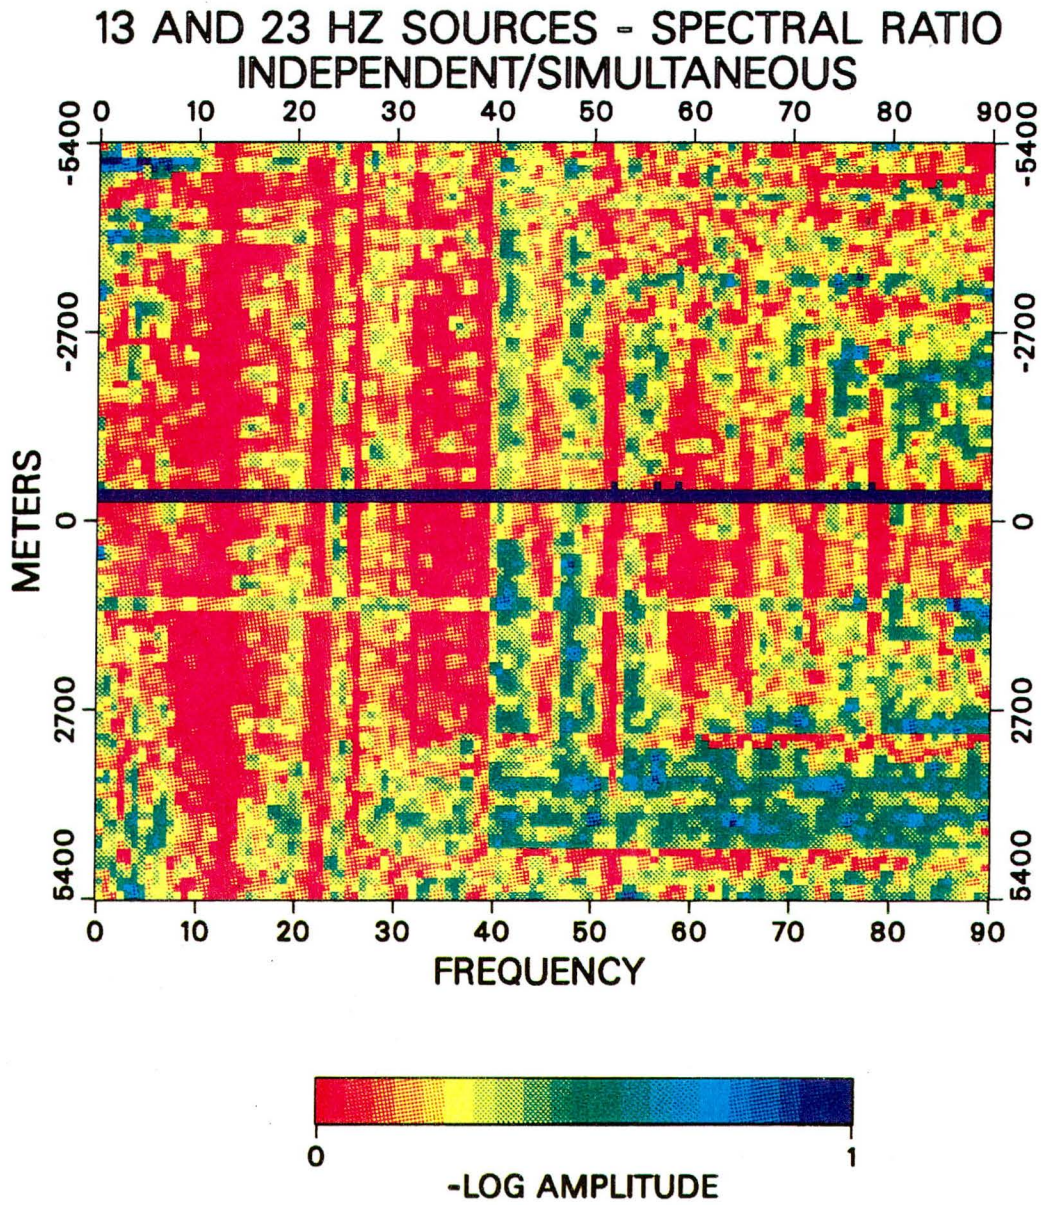 13 AND 23 HZ SOURCES - SPECTRAL RATIO
INDEPENDENT/SIMULTANEOUS
0 10 20 30 40 50 60 70 80 90
-5400 -5400
-2700 -2700
METERS
0 0
2700 2700
5400 5400
0 10 20 30 40 50 60 70 80 90
FREQUENCY
0 1
-LOG AMPLITUDE